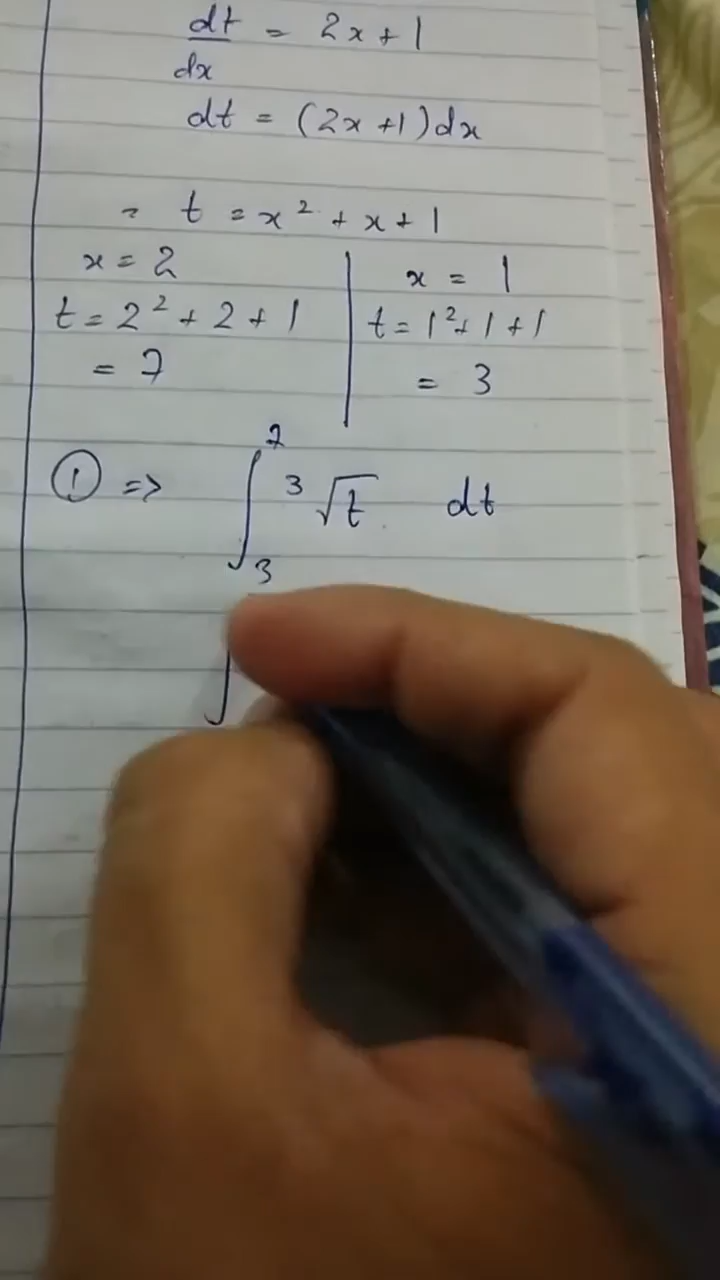 dt = 2x + 1
dx
dt = (2x + 1) dx
= t = x² + x + 1
x = 2
t = 2² + 2 + 1
= 7
x = 1
t = 1² + 1 + 1
= 3
① => ∫₃⁷ 3 √t dt
∫